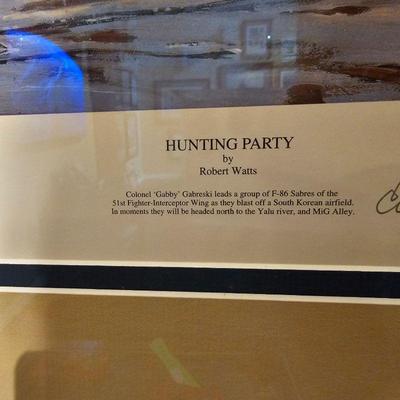 HUNTING PARTY
by
Robert Watts
Colonel 'Gabby' Gabreski leads a group of F-86 Sabres of the
51st Fighter-Interceptor Wing as they blast off a South Korean airfield.
In moments they will be headed north to the Yalu river, and MiG Alley.